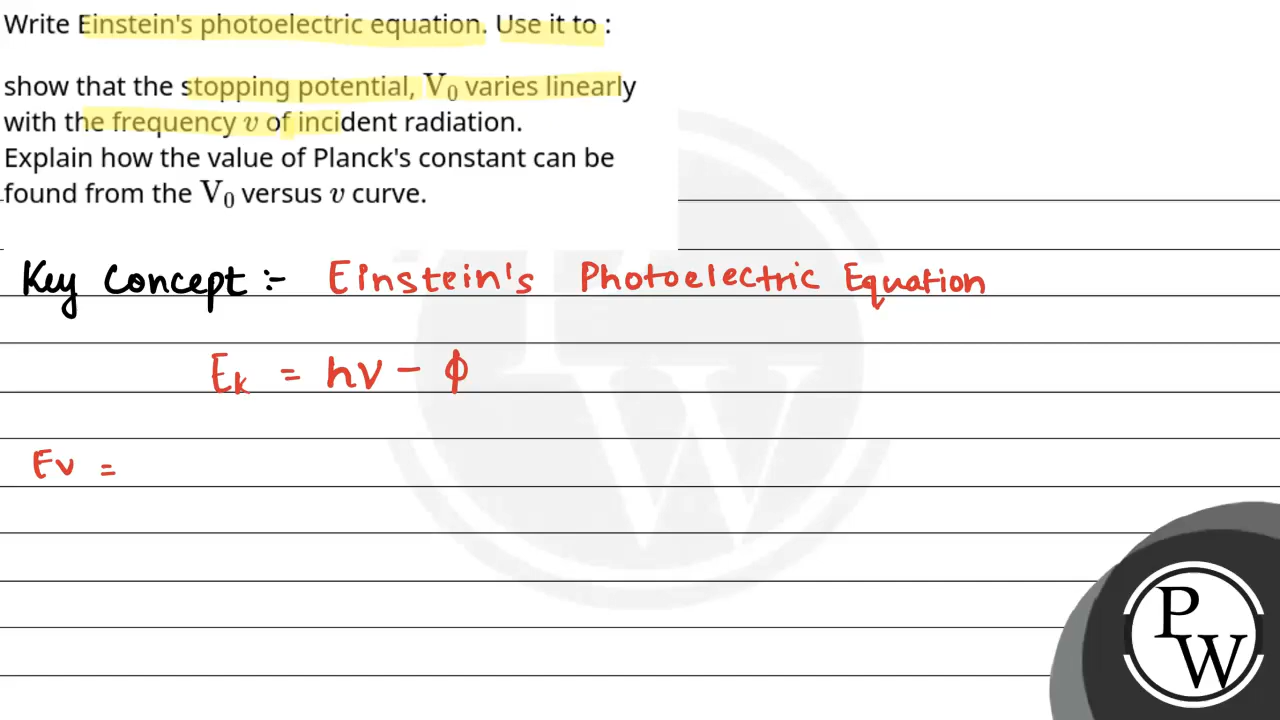 Write Einstein's photoelectric equation. Use it to :
show that the stopping potential, V₀ varies linearly
with the frequency v of incident radiation.
Explain how the value of Planck's constant can be
found from the V₀ versus v curve.
Key Concept :- Einstein's Photoelectric Equation
Eₖ = hν - ϕ
Ev =
PW